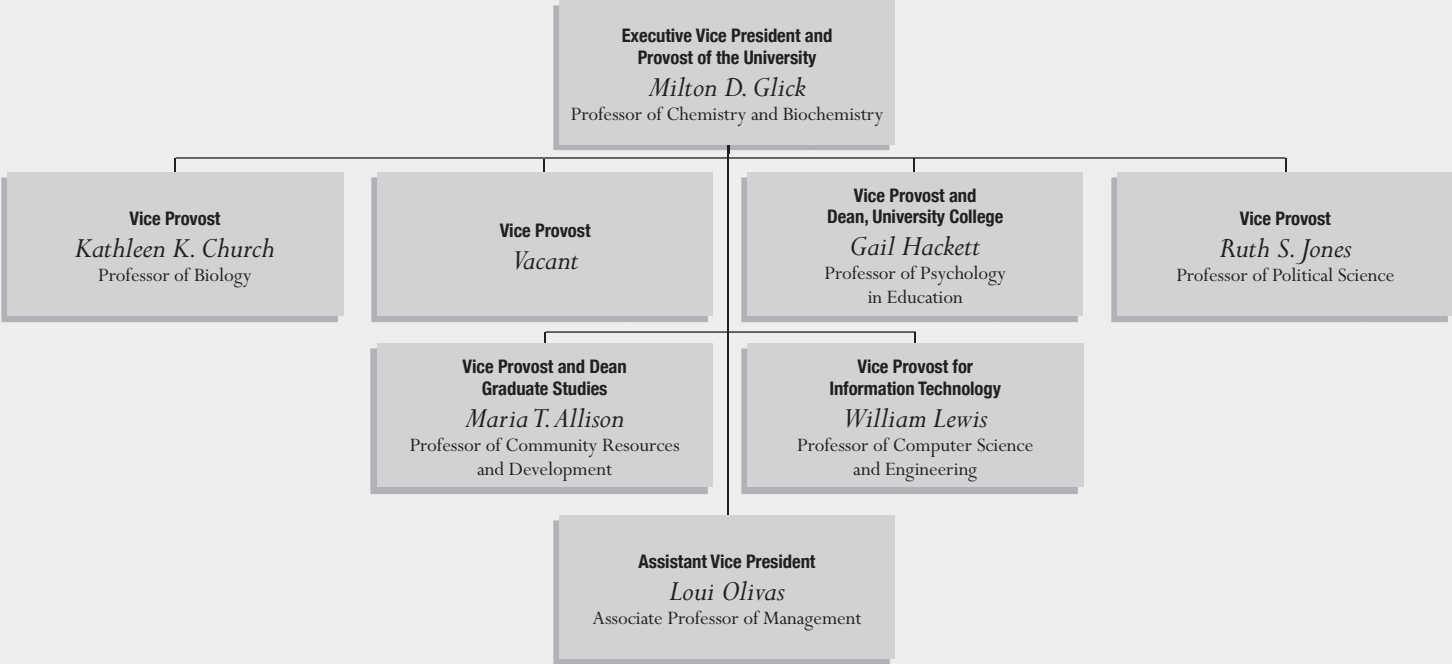 Executive Vice President and
Provost of the University
Milton D. Glick
Professor of Chemistry and Biochemistry
Vice Provost
Kathleen K. Church
Professor of Biology
Vice Provost
Vacant
Vice Provost and
Dean, University College
Gail Hackett
Professor of Psychology
in Education
Vice Provost
Ruth S. Jones
Professor of Political Science
Vice Provost and Dean
Graduate Studies
Maria T. Allison
Professor of Community Resources
and Development
Vice Provost for
Information Technology
William Lewis
Professor of Computer Science
and Engineering
Assistant Vice President
Loui Olivas
Associate Professor of Management